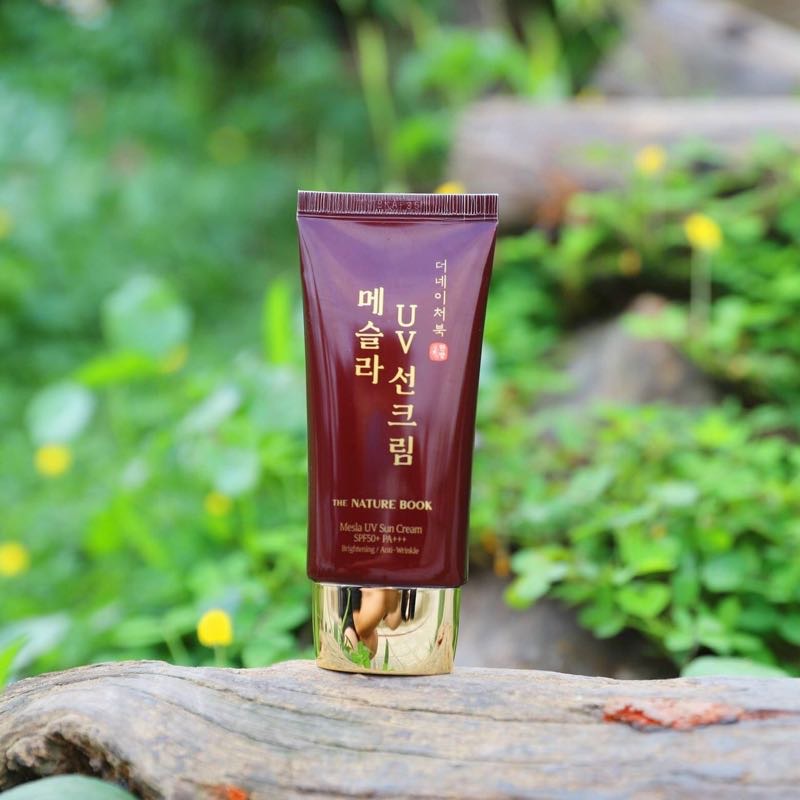 더네이처북
메슬라
UV 선크림
THE NATURE BOOK
Mesla UV Sun Cream
SPF50+ PA+++
Brightening / Anti-Wrinkle